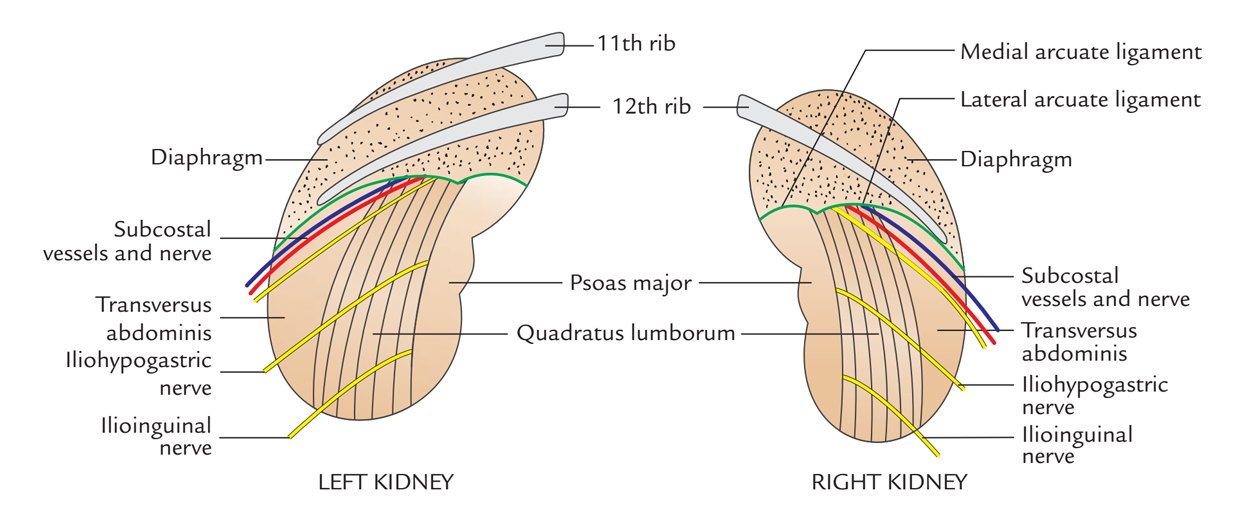 11th rib
12th rib
Diaphragm
Subcostal
vessels and nerve
Transversus
abdominis
Iliohypogastric
nerve
Ilioinguinal
nerve
Psoas major
Quadratus lumborum
LEFT KIDNEY
Medial arcuate ligament
Lateral arcuate ligament
Diaphragm
Subcostal
vessels and nerve
Transversus
abdominis
Iliohypogastric
nerve
Ilioinguinal
nerve
RIGHT KIDNEY